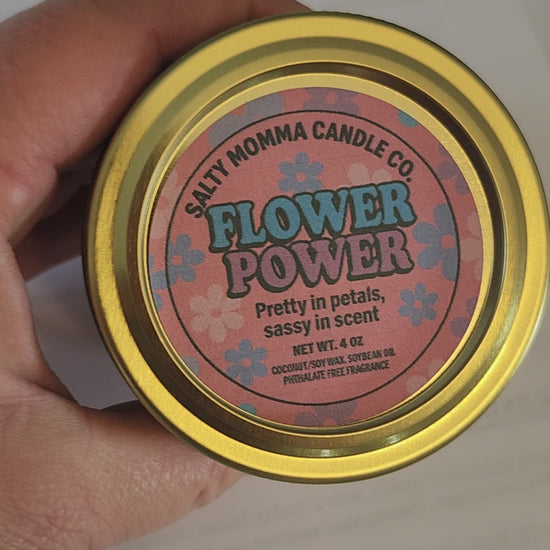 SALTY MOMMA CANDLE CO.
FLOWER
POWER
Pretty in petals,
sassy in scent
NET WT. 4 OZ
COCONUT/SOY WAX. SOYBEAN OIL
PHTHALATE FREE FRAGRANCE